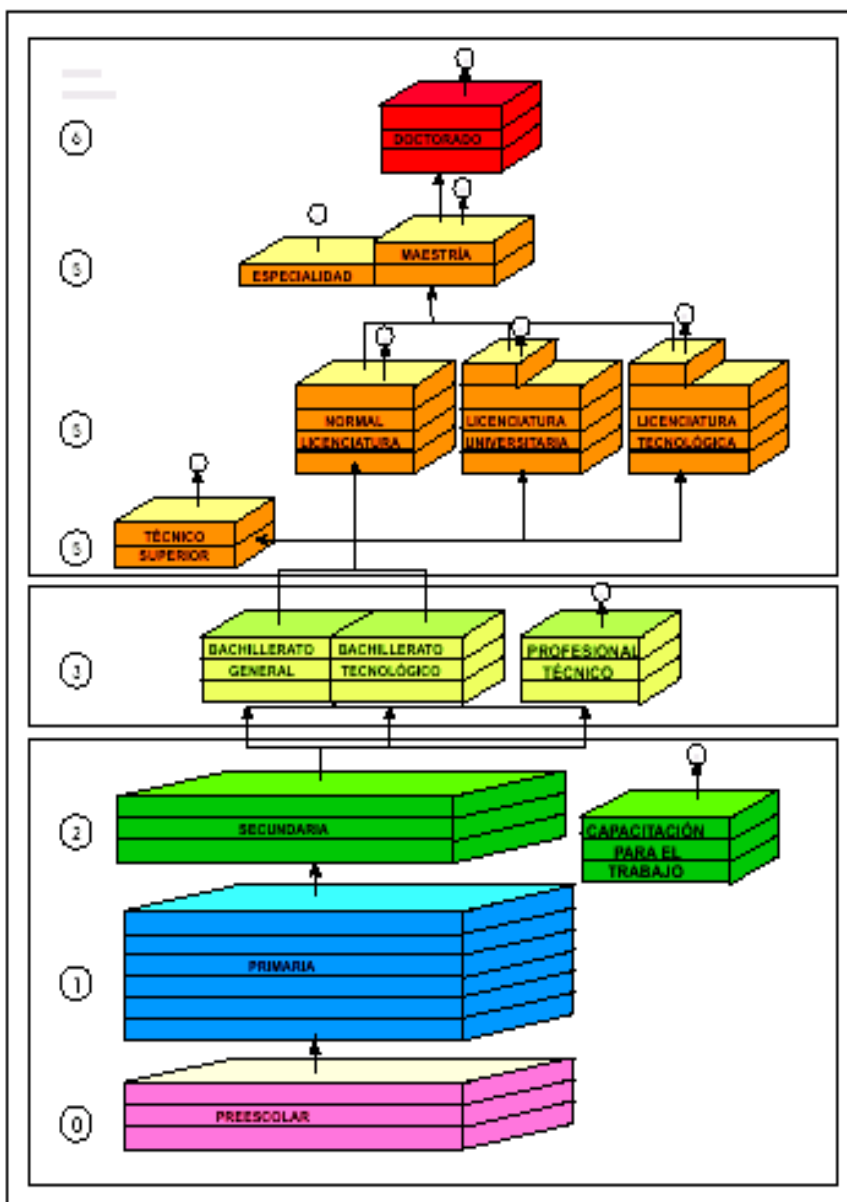 6
DOCTORADO
5
ESPECIALIDAD
MAESTRÍA
5
NORMAL
LICENCIATURA
LICENCIATURA
UNIVERSITARIA
LICENCIATURA
TECNOLÓGICA
5
TÉCNICO
SUPERIOR
3
BACHILLERATO
GENERAL
BACHILLERATO
TECNOLÓGICO
PROFESIONAL
TÉCNICO
2
SECUNDARIA
CAPACITACIÓN
PARA EL
TRABAJO
1
PRIMARIA
0
PREESCOLAR